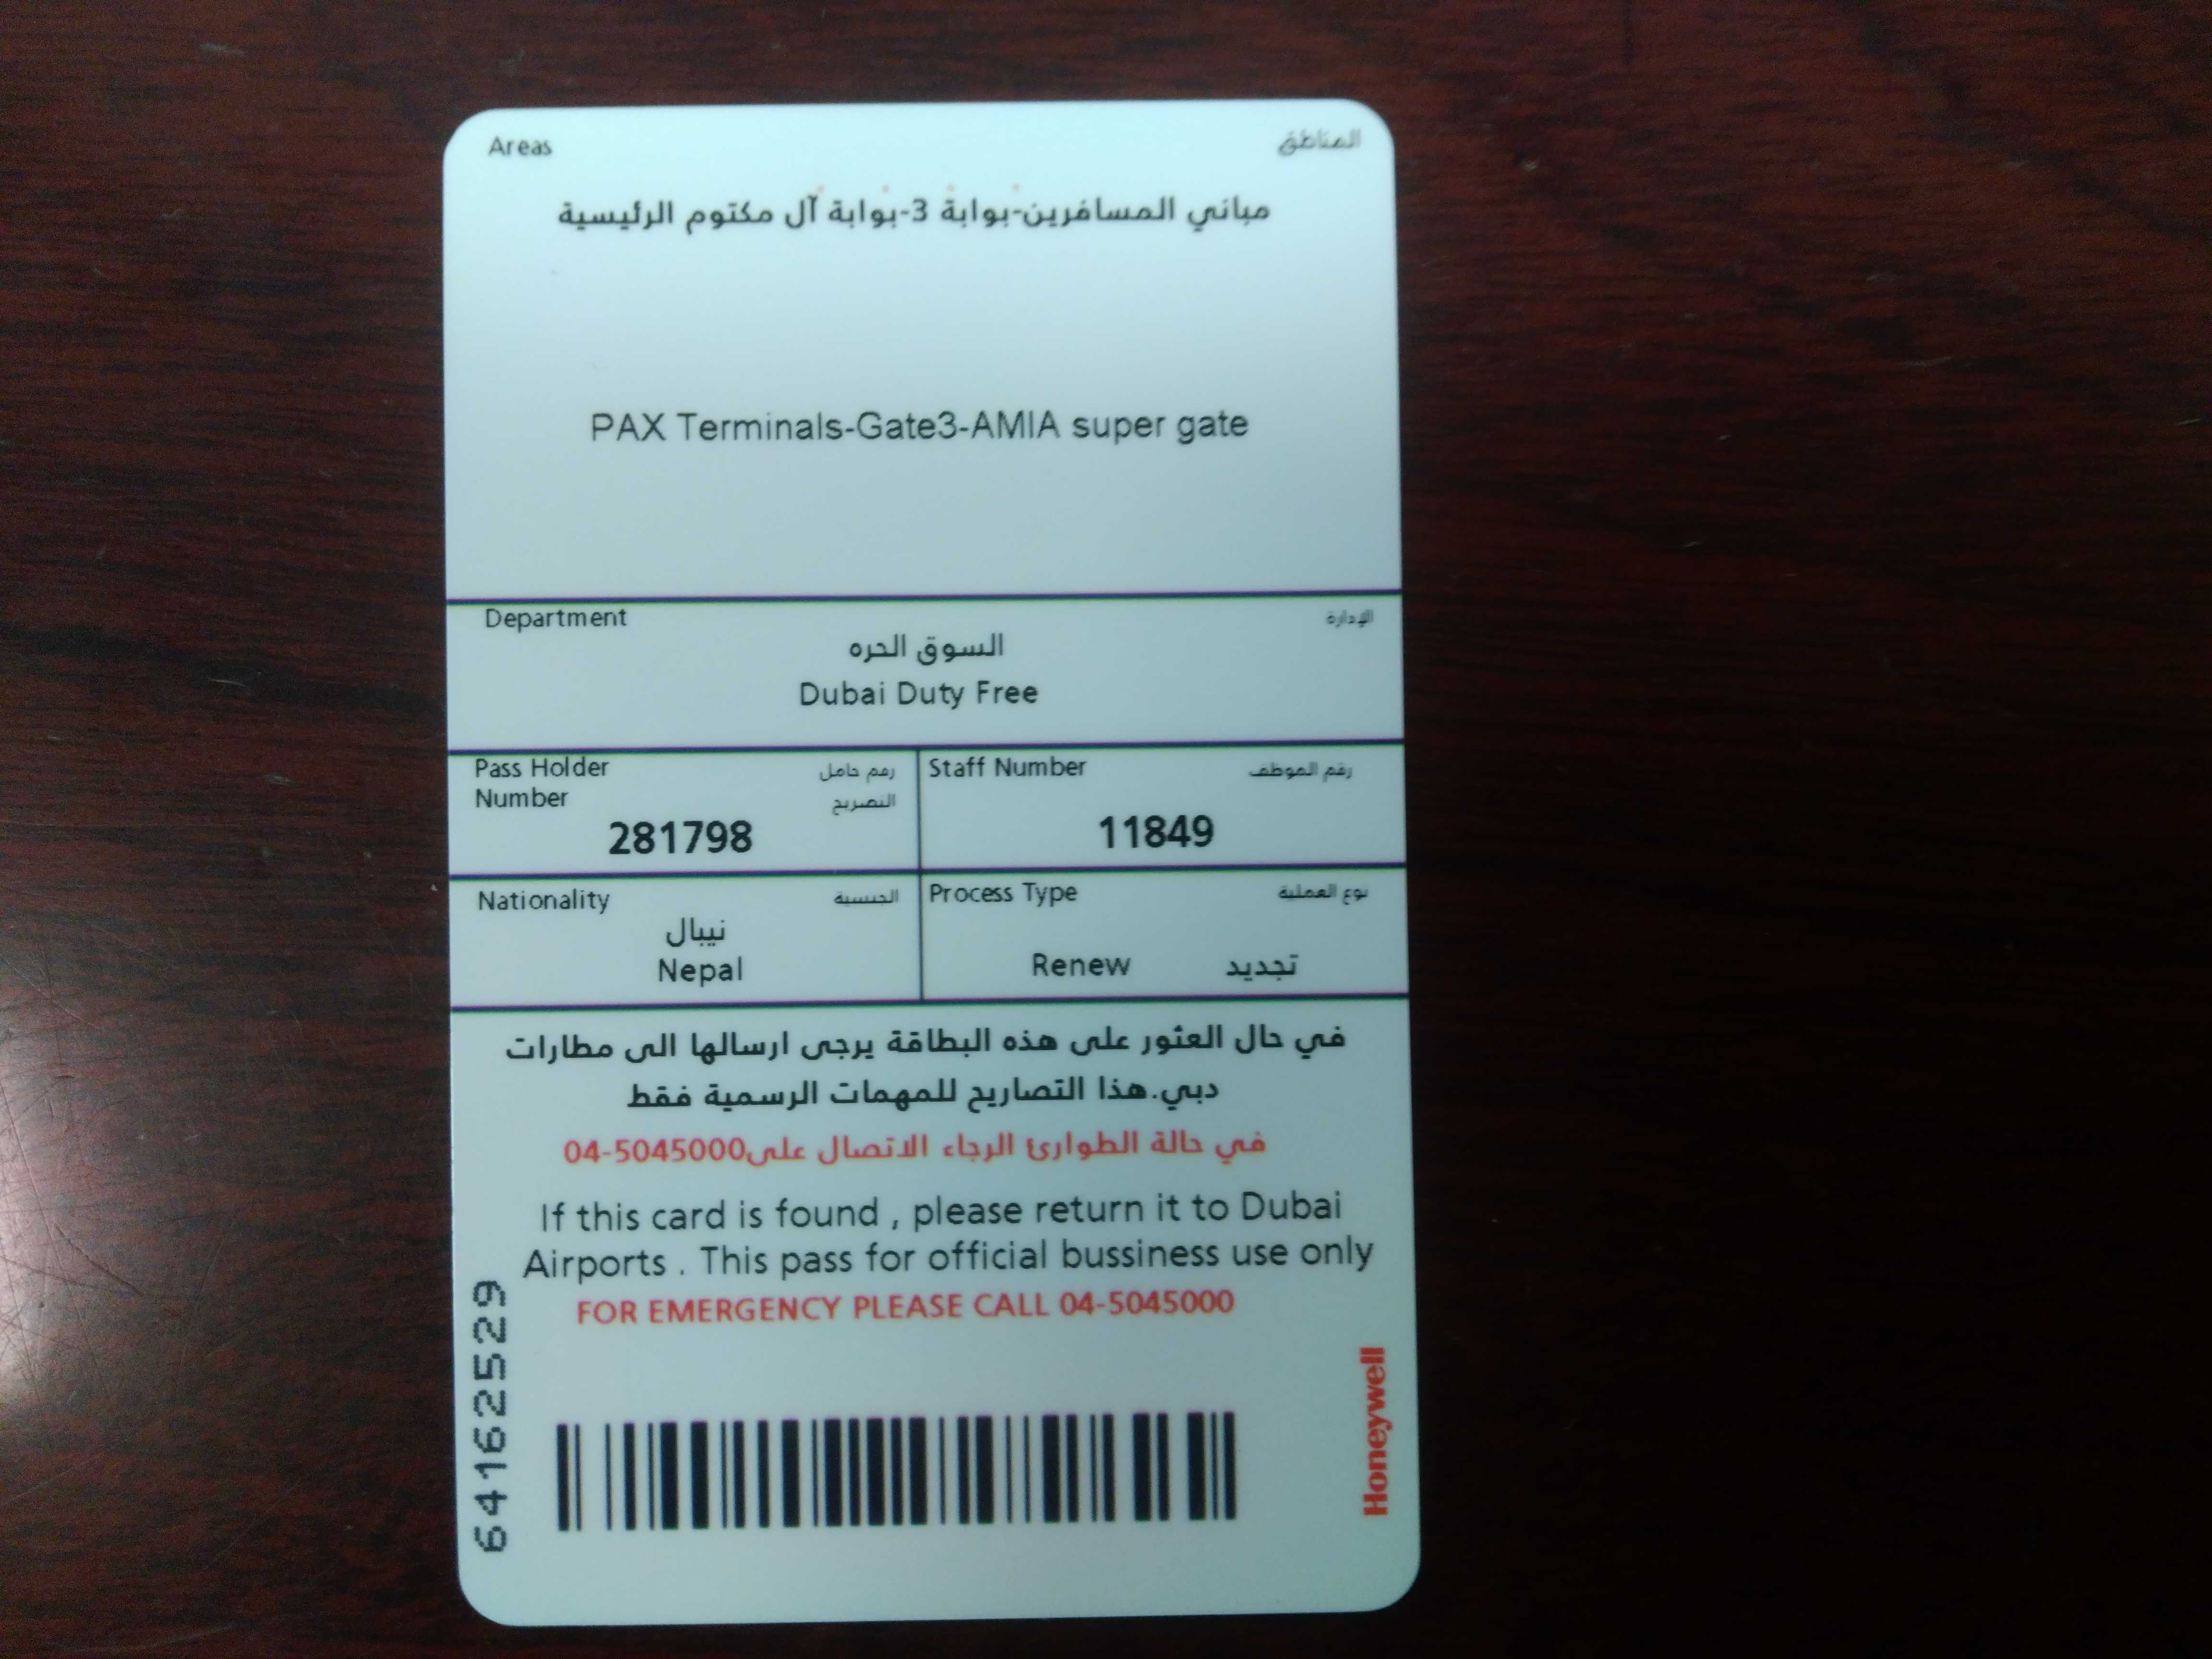 Areas المناطق
مباني المسافرين-بوابة 3-بوابة آل مكتوم الرئيسية
PAX Terminals-Gate3-AMIA super gate
Department الإدارة
السوق الحره
Dubai Duty Free
Pass Holder Number رقم حامل التصريح
281798
Staff Number رقم الموظف
11849
Nationality الجنسية
نيبال
Nepal
Process Type نوع العملية
Renew تجديد
في حال العثور على هذه البطاقة يرجى ارسالها الى مطارات
دبي.هذا التصاريح للمهمات الرسمية فقط
في حالة الطوارئ الرجاء الاتصال على04-5045000
If this card is found , please return it to Dubai
Airports . This pass for official bussiness use only
FOR EMERGENCY PLEASE CALL 04-5045000
64162529
Honeywell